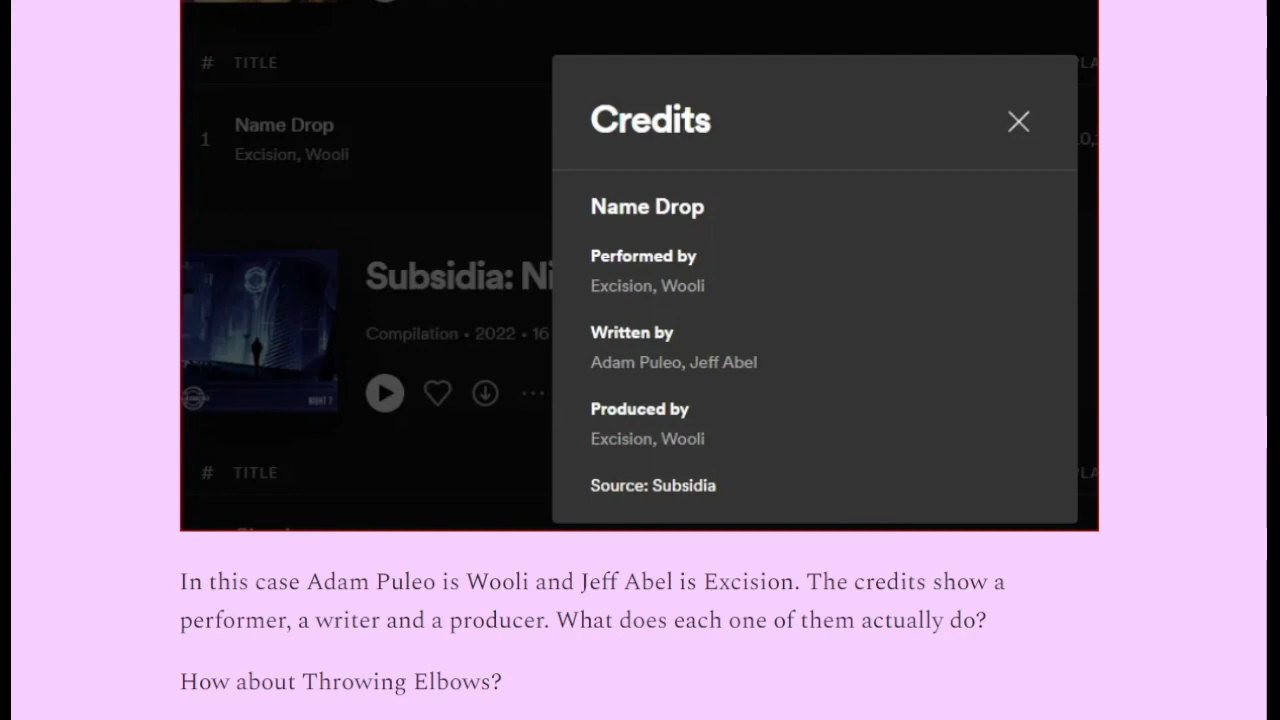 # TITLE
Credits
1 Name Drop
Excision, Wooli
Name Drop
Performed by
Excision, Wooli
Subsidia: Ni
Written by
Compilation • 2022 • 16
Adam Puleo, Jeff Abel
Produced by
NIGHT 7
Excision, Wooli
# TITLE
Source: Subsidia
In this case Adam Puleo is Wooli and Jeff Abel is Excision. The credits show a
performer, a writer and a producer. What does each one of them actually do?
How about Throwing Elbows?